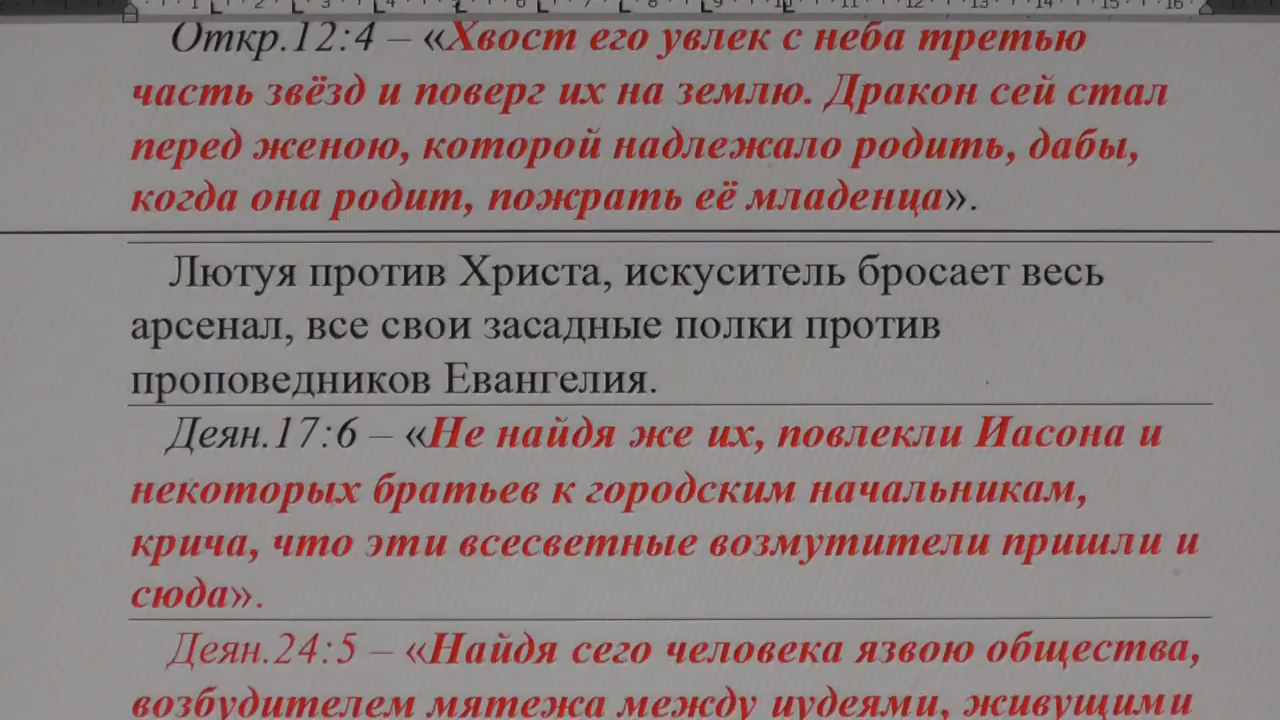 Откр.12:4 – «Хвост его увлек с неба третью
часть звёзд и поверг их на землю. Дракон сей стал
перед женою, которой надлежало родить, дабы,
когда она родит, пожрать её младенца».
Лютуя против Христа, искуситель бросает весь
арсенал, все свои засадные полки против
проповедников Евангелия.
Деян.17:6 – «Не найдя же их, повлекли Иасона и
некоторых братьев к городским начальникам,
крича, что эти всесветные возмутители пришли и
сюда».
Деян.24:5 – «Найдя сего человека язвою общества,
возбудителем мятежа между иудеями, живущими